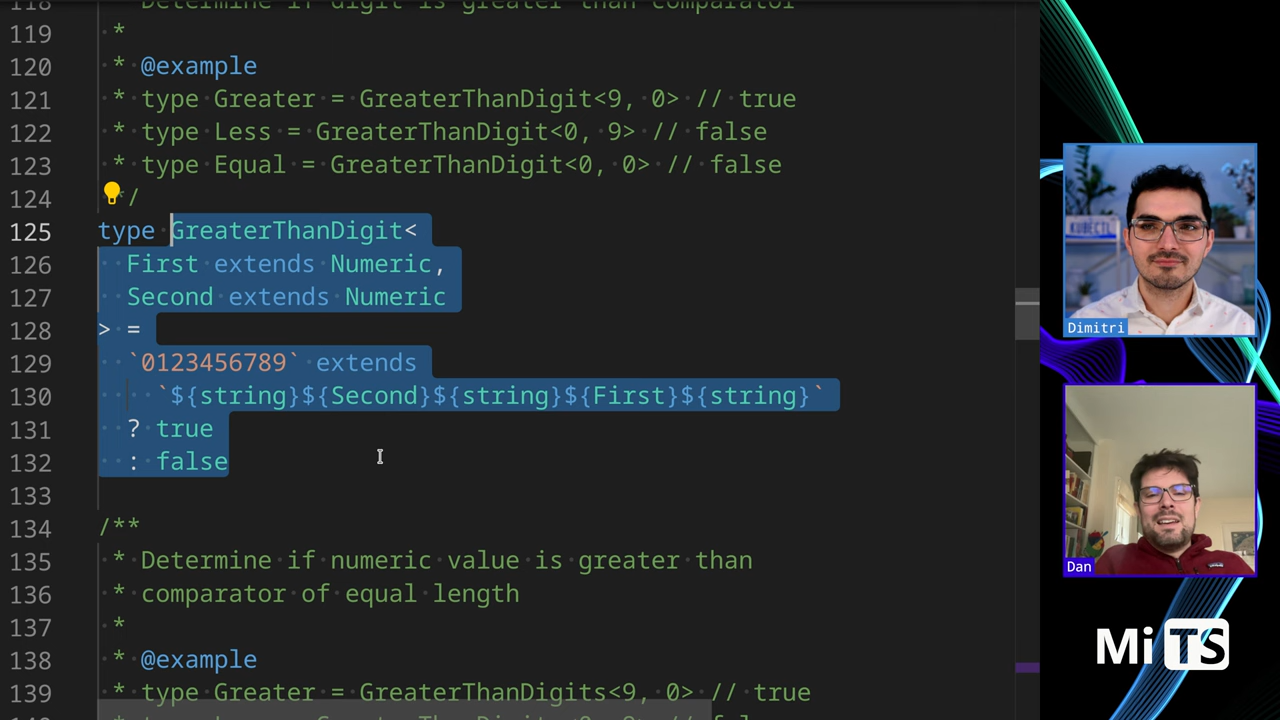 118 Determine if digit is greater than comparator
119 *
120 * @example
121 * type Greater = GreaterThanDigit<9, 0> // true
122 * type Less = GreaterThanDigit<0, 9> // false
123 * type Equal = GreaterThanDigit<0, 0> // false
124 */
125 type GreaterThanDigit<
126 First extends Numeric,
127 Second extends Numeric
128 > =
129 `0123456789` extends
130 `${string}${Second}${string}${First}${string}`
131 ? true
132 : false
133
134 /**
135 * Determine if numeric value is greater than
136 * comparator of equal length
137 *
138 * @example
139 * type Greater = GreaterThanDigits<9, 0> // true
KUBECTL
Dimitri
Dan
Mi TS